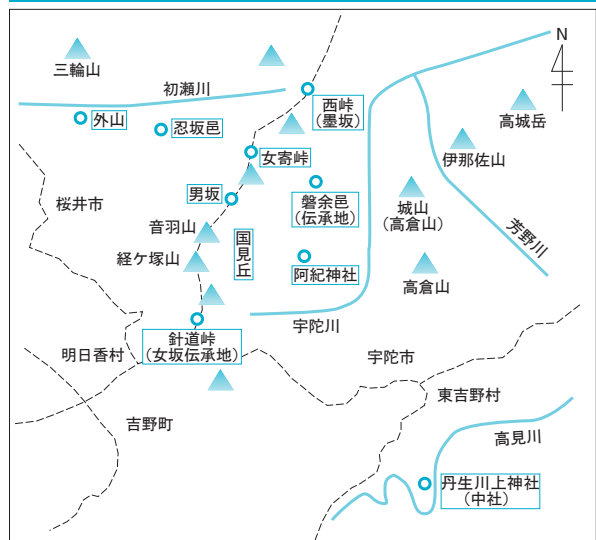 N
三輪山
初瀬川
西峠
(墨坂)
高城岳
外山
忍坂邑
伊那佐山
女寄峠
桜井市
男坂
磐余邑
(伝承地)
城山
(高倉山)
音羽山
国見丘
芳野川
経ケ塚山
阿紀神社
高倉山
宇陀川
針道峠
(女坂伝承地)
明日香村
宇陀市
東吉野村
吉野町
高見川
丹生川上神社
(中社)